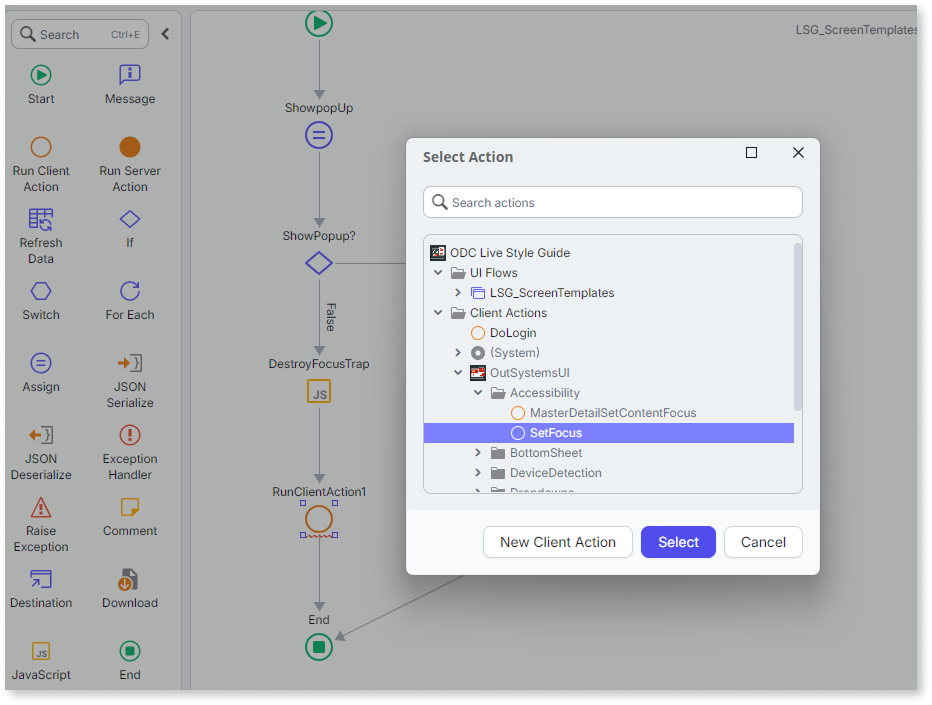 Search Ctrl+E
Start
Message
Run Client
Action
Run Server
Action
Refresh
Data
If
Switch
For Each
Assign
JSON
Serialize
JSON
Deserialize
Exception
Handler
Raise
Exception
Comment
Destination
Download
JS
JavaScript
End
LSG_ScreenTemplates
ShowpopUp
ShowPopup?
False
DestroyFocusTrap
JS
RunClientAction1
End
Select Action
Search actions
ODC Live Style Guide
UI Flows
LSG_ScreenTemplates
Client Actions
DoLogin
(System)
OutSystemsUI
Accessibility
MasterDetailSetContentFocus
SetFocus
BottomSheet
DeviceDetection
New Client Action
Select
Cancel